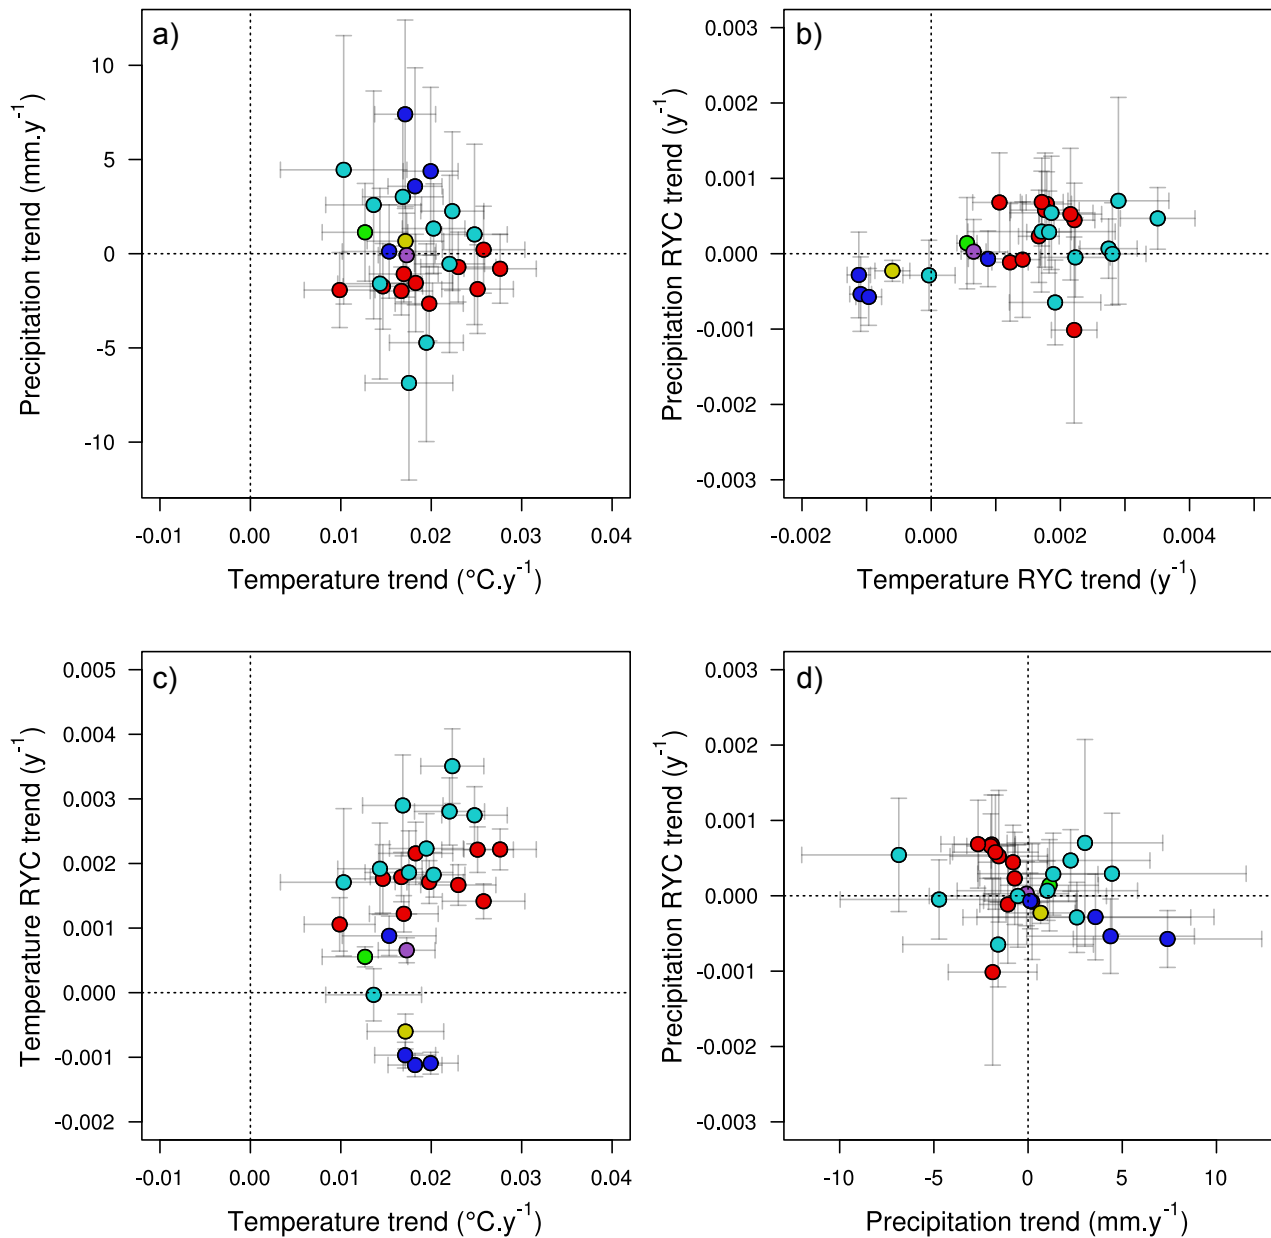 a)
10
5
0
-5
-10
Precipitation trend (mm.y⁻¹)
-0.01 0.00 0.01 0.02 0.03 0.04
Temperature trend (°C.y⁻¹)
b)
0.003
0.002
0.001
0.000
-0.001
-0.002
-0.003
Precipitation RYC trend (y⁻¹)
-0.002 0.000 0.002 0.004
Temperature RYC trend (y⁻¹)
c)
0.005
0.004
0.003
0.002
0.001
0.000
-0.001
-0.002
Temperature RYC trend (y⁻¹)
-0.01 0.00 0.01 0.02 0.03 0.04
Temperature trend (°C.y⁻¹)
d)
0.003
0.002
0.001
0.000
-0.001
-0.002
-0.003
Precipitation RYC trend (y⁻¹)
-10 -5 0 5 10
Precipitation trend (mm.y⁻¹)